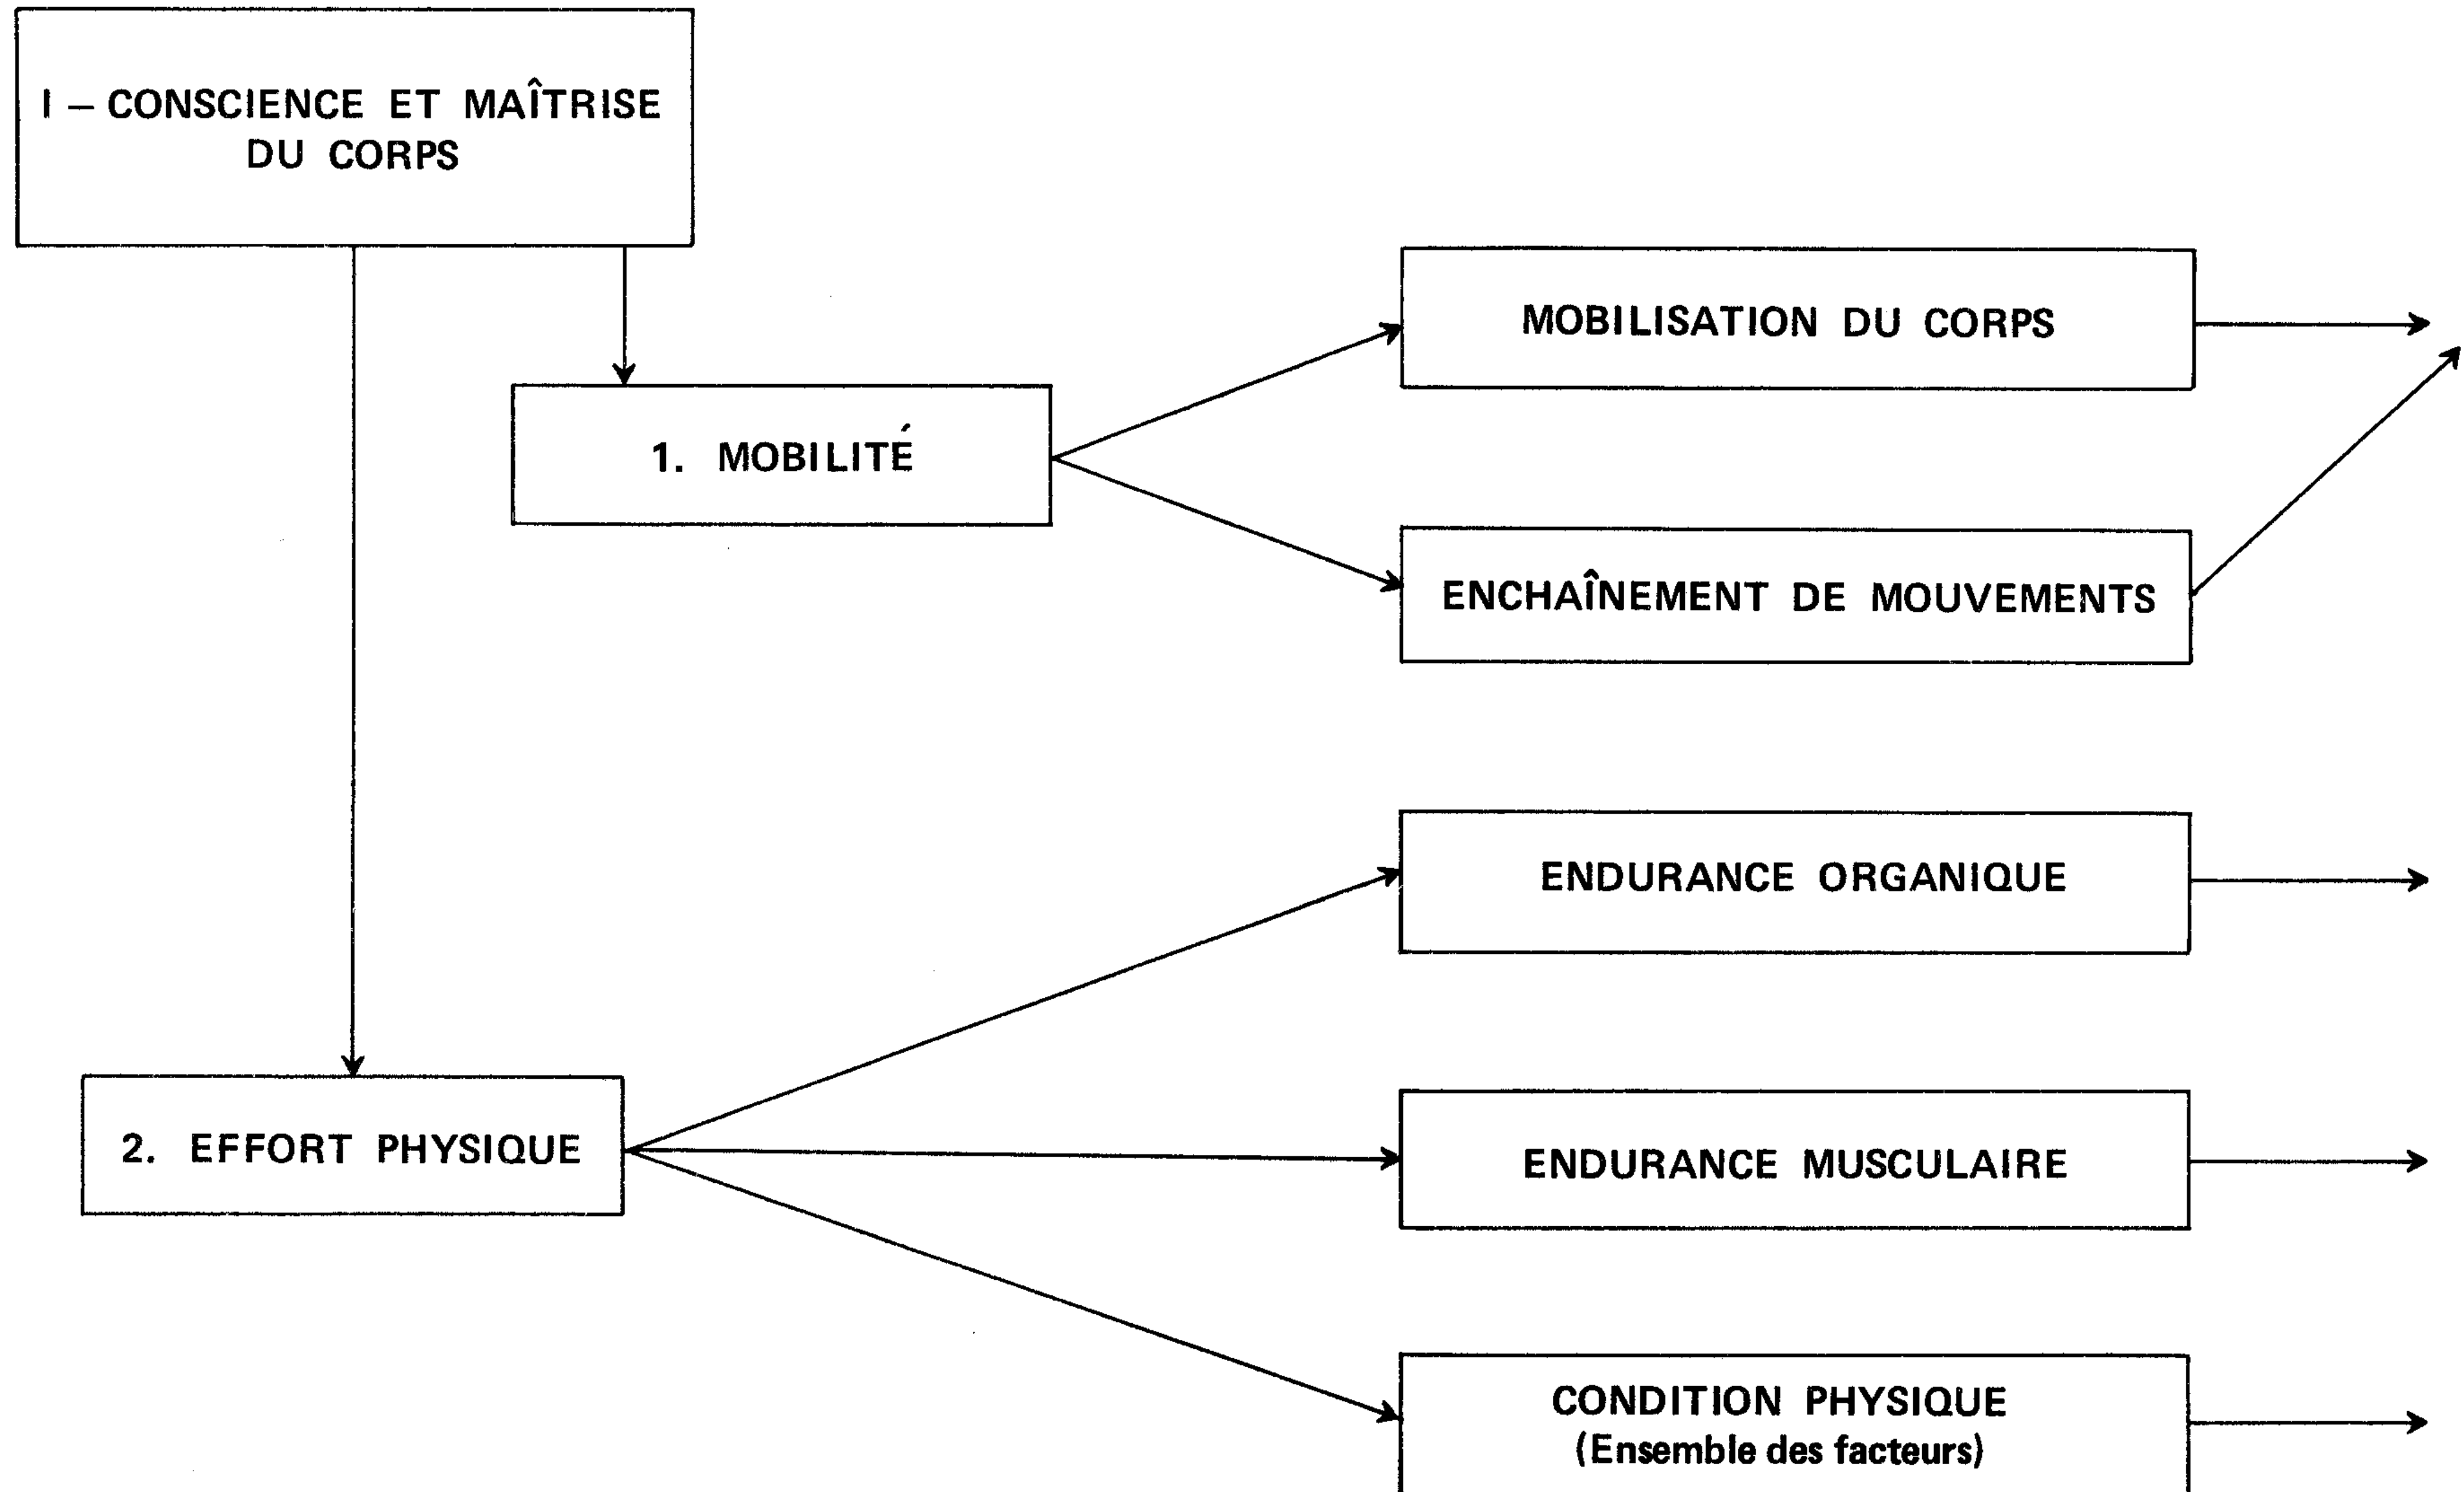 I – CONSCIENCE ET MAÎTRISE
DU CORPS
MOBILISATION DU CORPS
1. MOBILITÉ
ENCHAÎNEMENT DE MOUVEMENTS
ENDURANCE ORGANIQUE
2. EFFORT PHYSIQUE
ENDURANCE MUSCULAIRE
CONDITION PHYSIQUE
(Ensemble des facteurs)